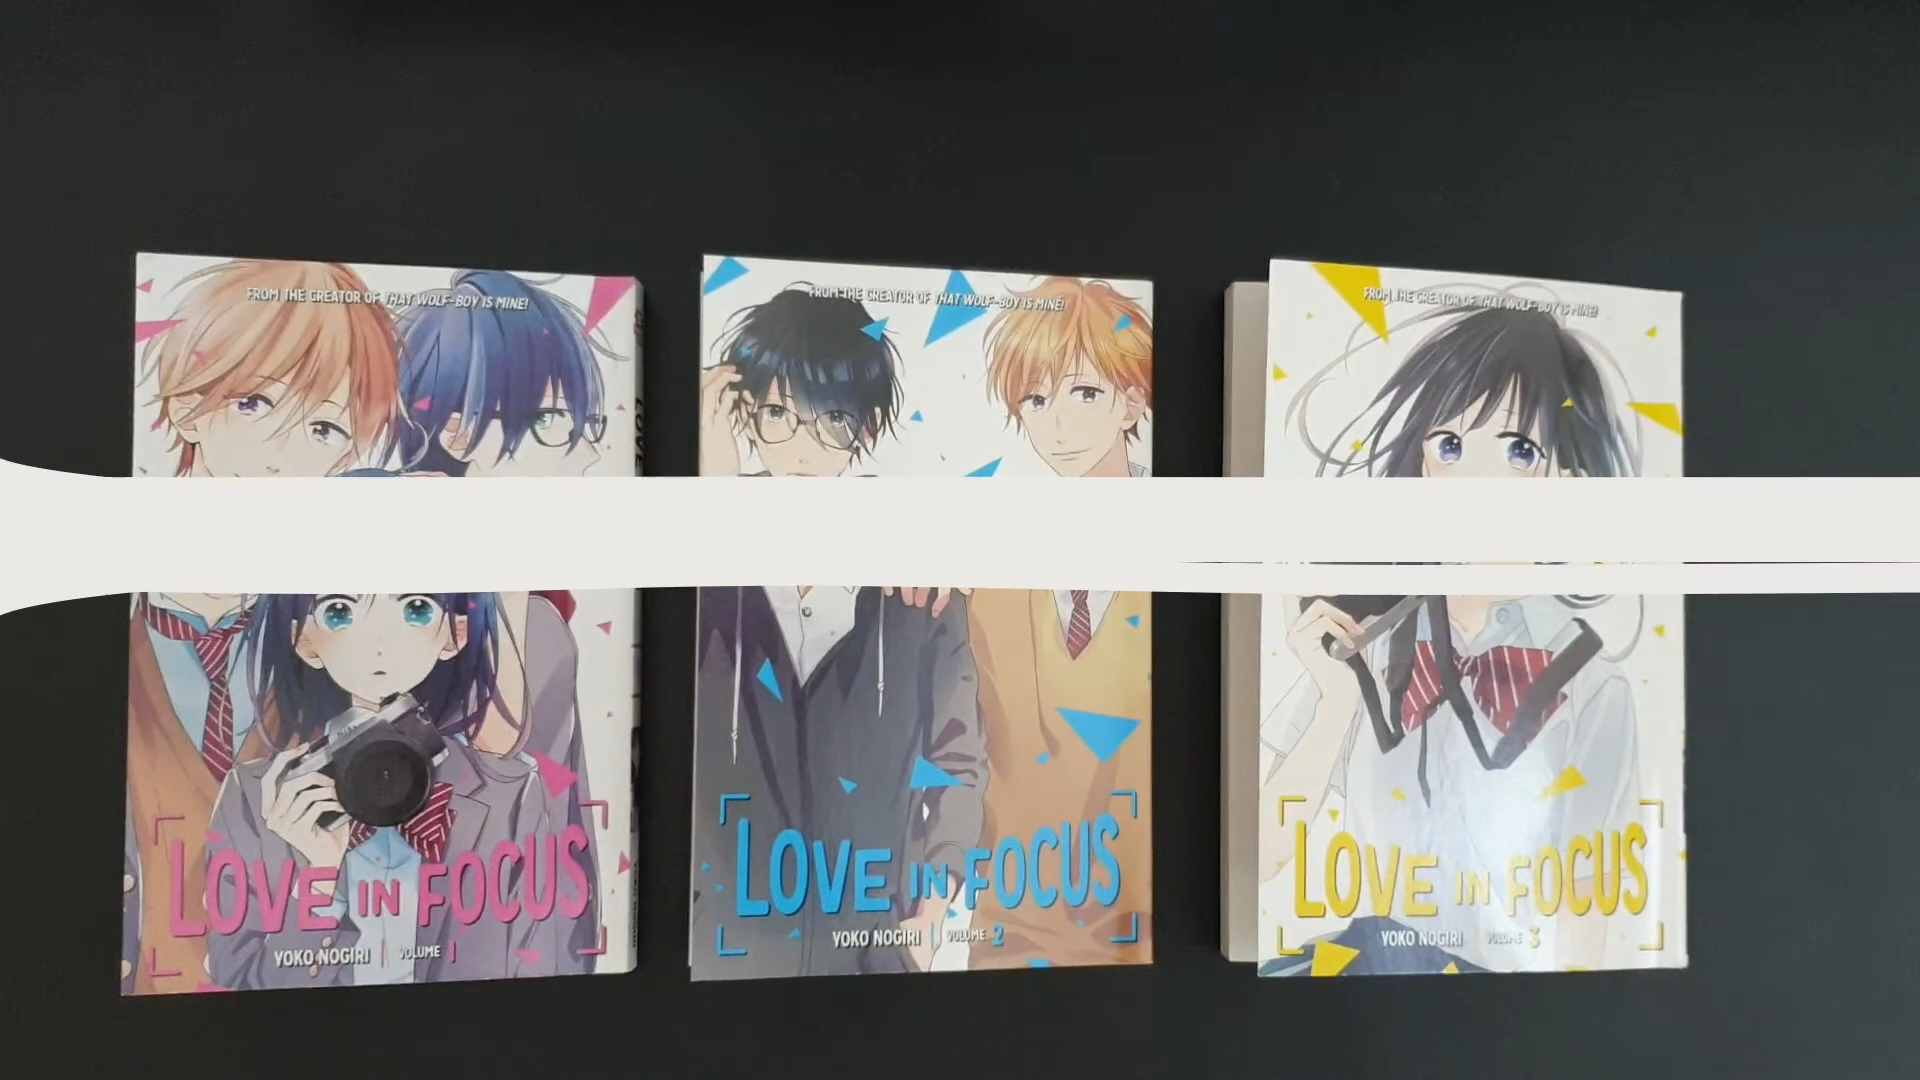 FROM THE CREATOR OF THAT WOLF-BOY IS MINE!
LOVE IN FOCUS
YOKO NOGIRI | VOLUME 1
FROM THE CREATOR OF THAT WOLF-BOY IS MINE!
LOVE IN FOCUS
YOKO NOGIRI | VOLUME 2
FROM THE CREATOR OF THAT WOLF-BOY IS MINE!
LOVE IN FOCUS
YOKO NOGIRI VOLUME 3